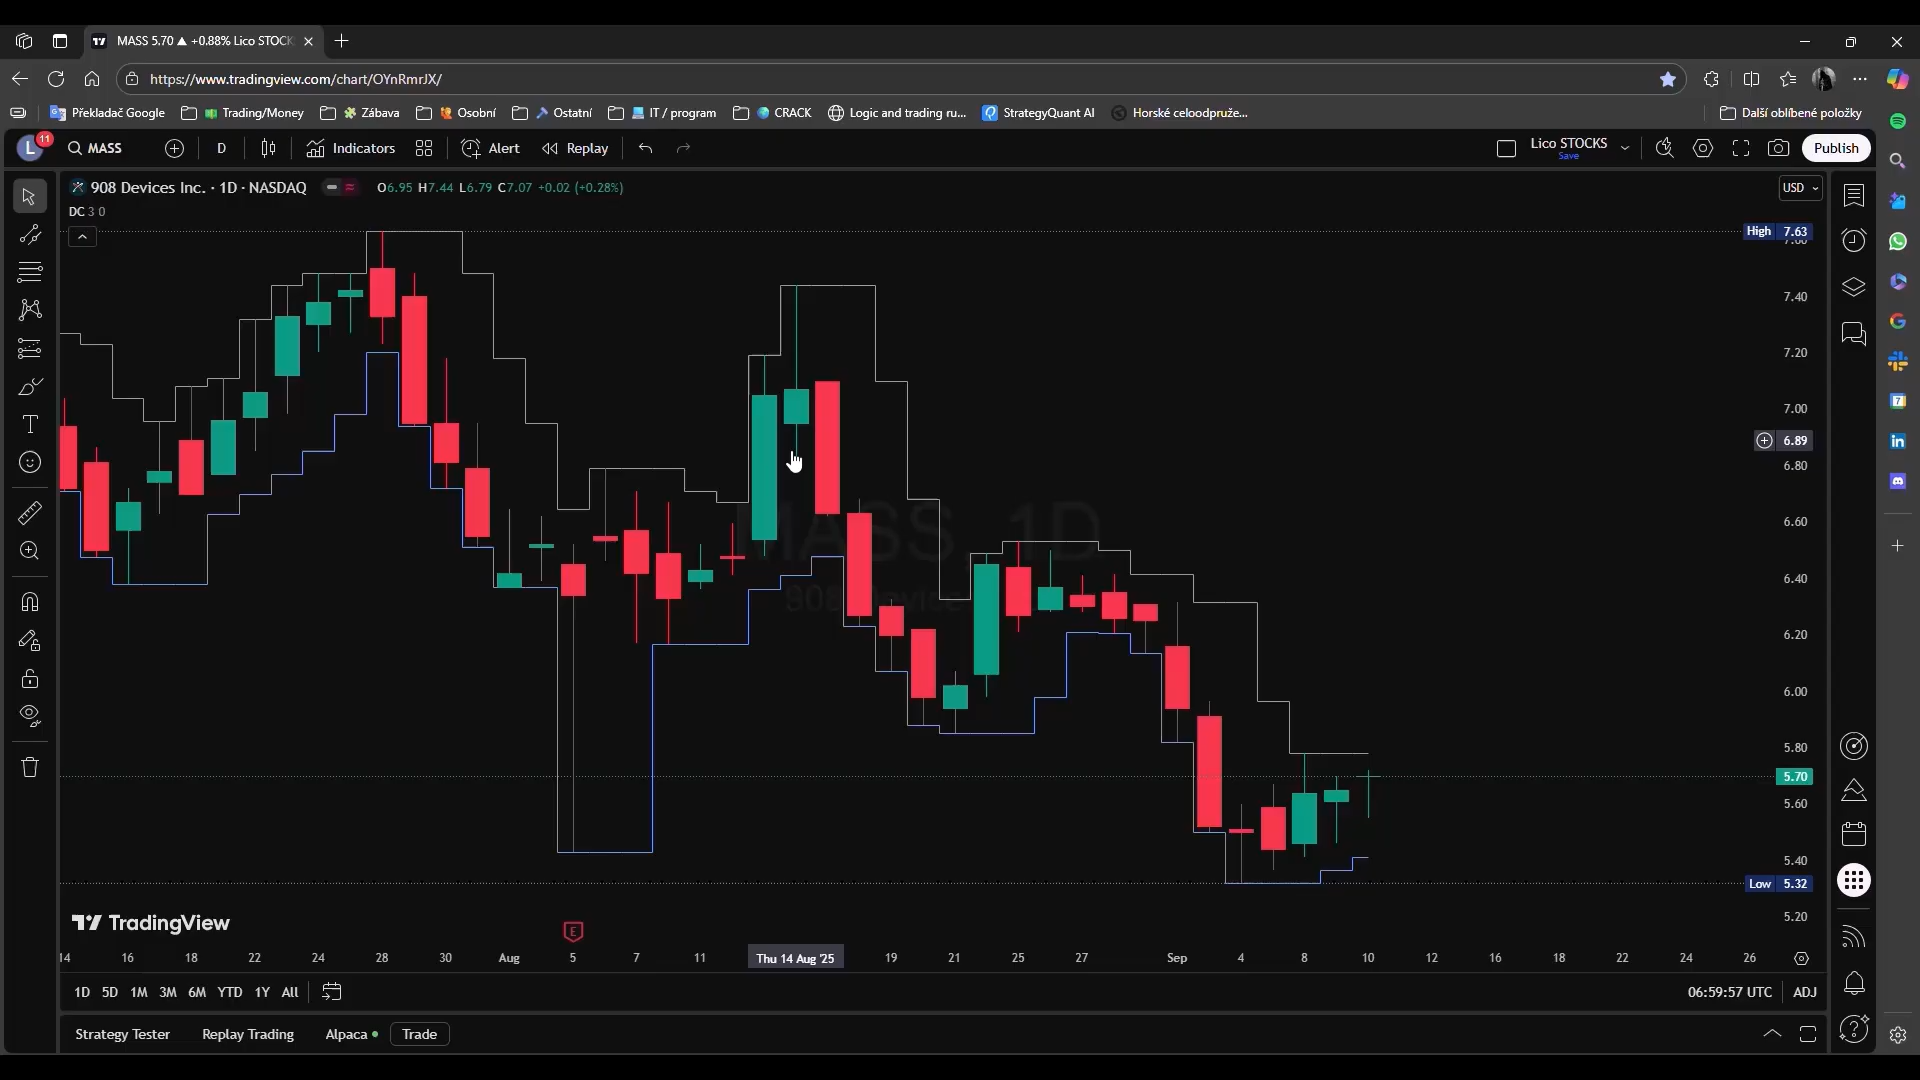 MASS 5.70 ▲ +0.88% Lico STOCK
https://www.tradingview.com/chart/OYnRmrJX/
Překladač Google Trading/Money Zábava Osobní Ostatní IT / program CRACK Logic and trading ru... StrategyQuant AI Horské celoodpruže... Další oblíbené položky
L 11 MASS D Indicators Alert Replay Lico STOCKS Save Publish
908 Devices Inc. · 1D · NASDAQ O6.95 H7.44 L6.79 C7.07 +0.02 (+0.28%) USD
DC 3 0
High 7.63
7.60
7.40
7.20
7.00
6.89
6.80
MASS, 1D
6.60
6.40
908 Devices
6.20
6.00
5.80
5.70
5.60
5.40
Low 5.32
5.20
TradingView
E
14 16 18 22 24 28 30 Aug 5 7 11 Thu 14 Aug '25 19 21 25 27 Sep 4 8 10 12 16 18 22 24 26
1D 5D 1M 3M 6M YTD 1Y All 06:59:57 UTC ADJ
Strategy Tester Replay Trading Alpaca Trade